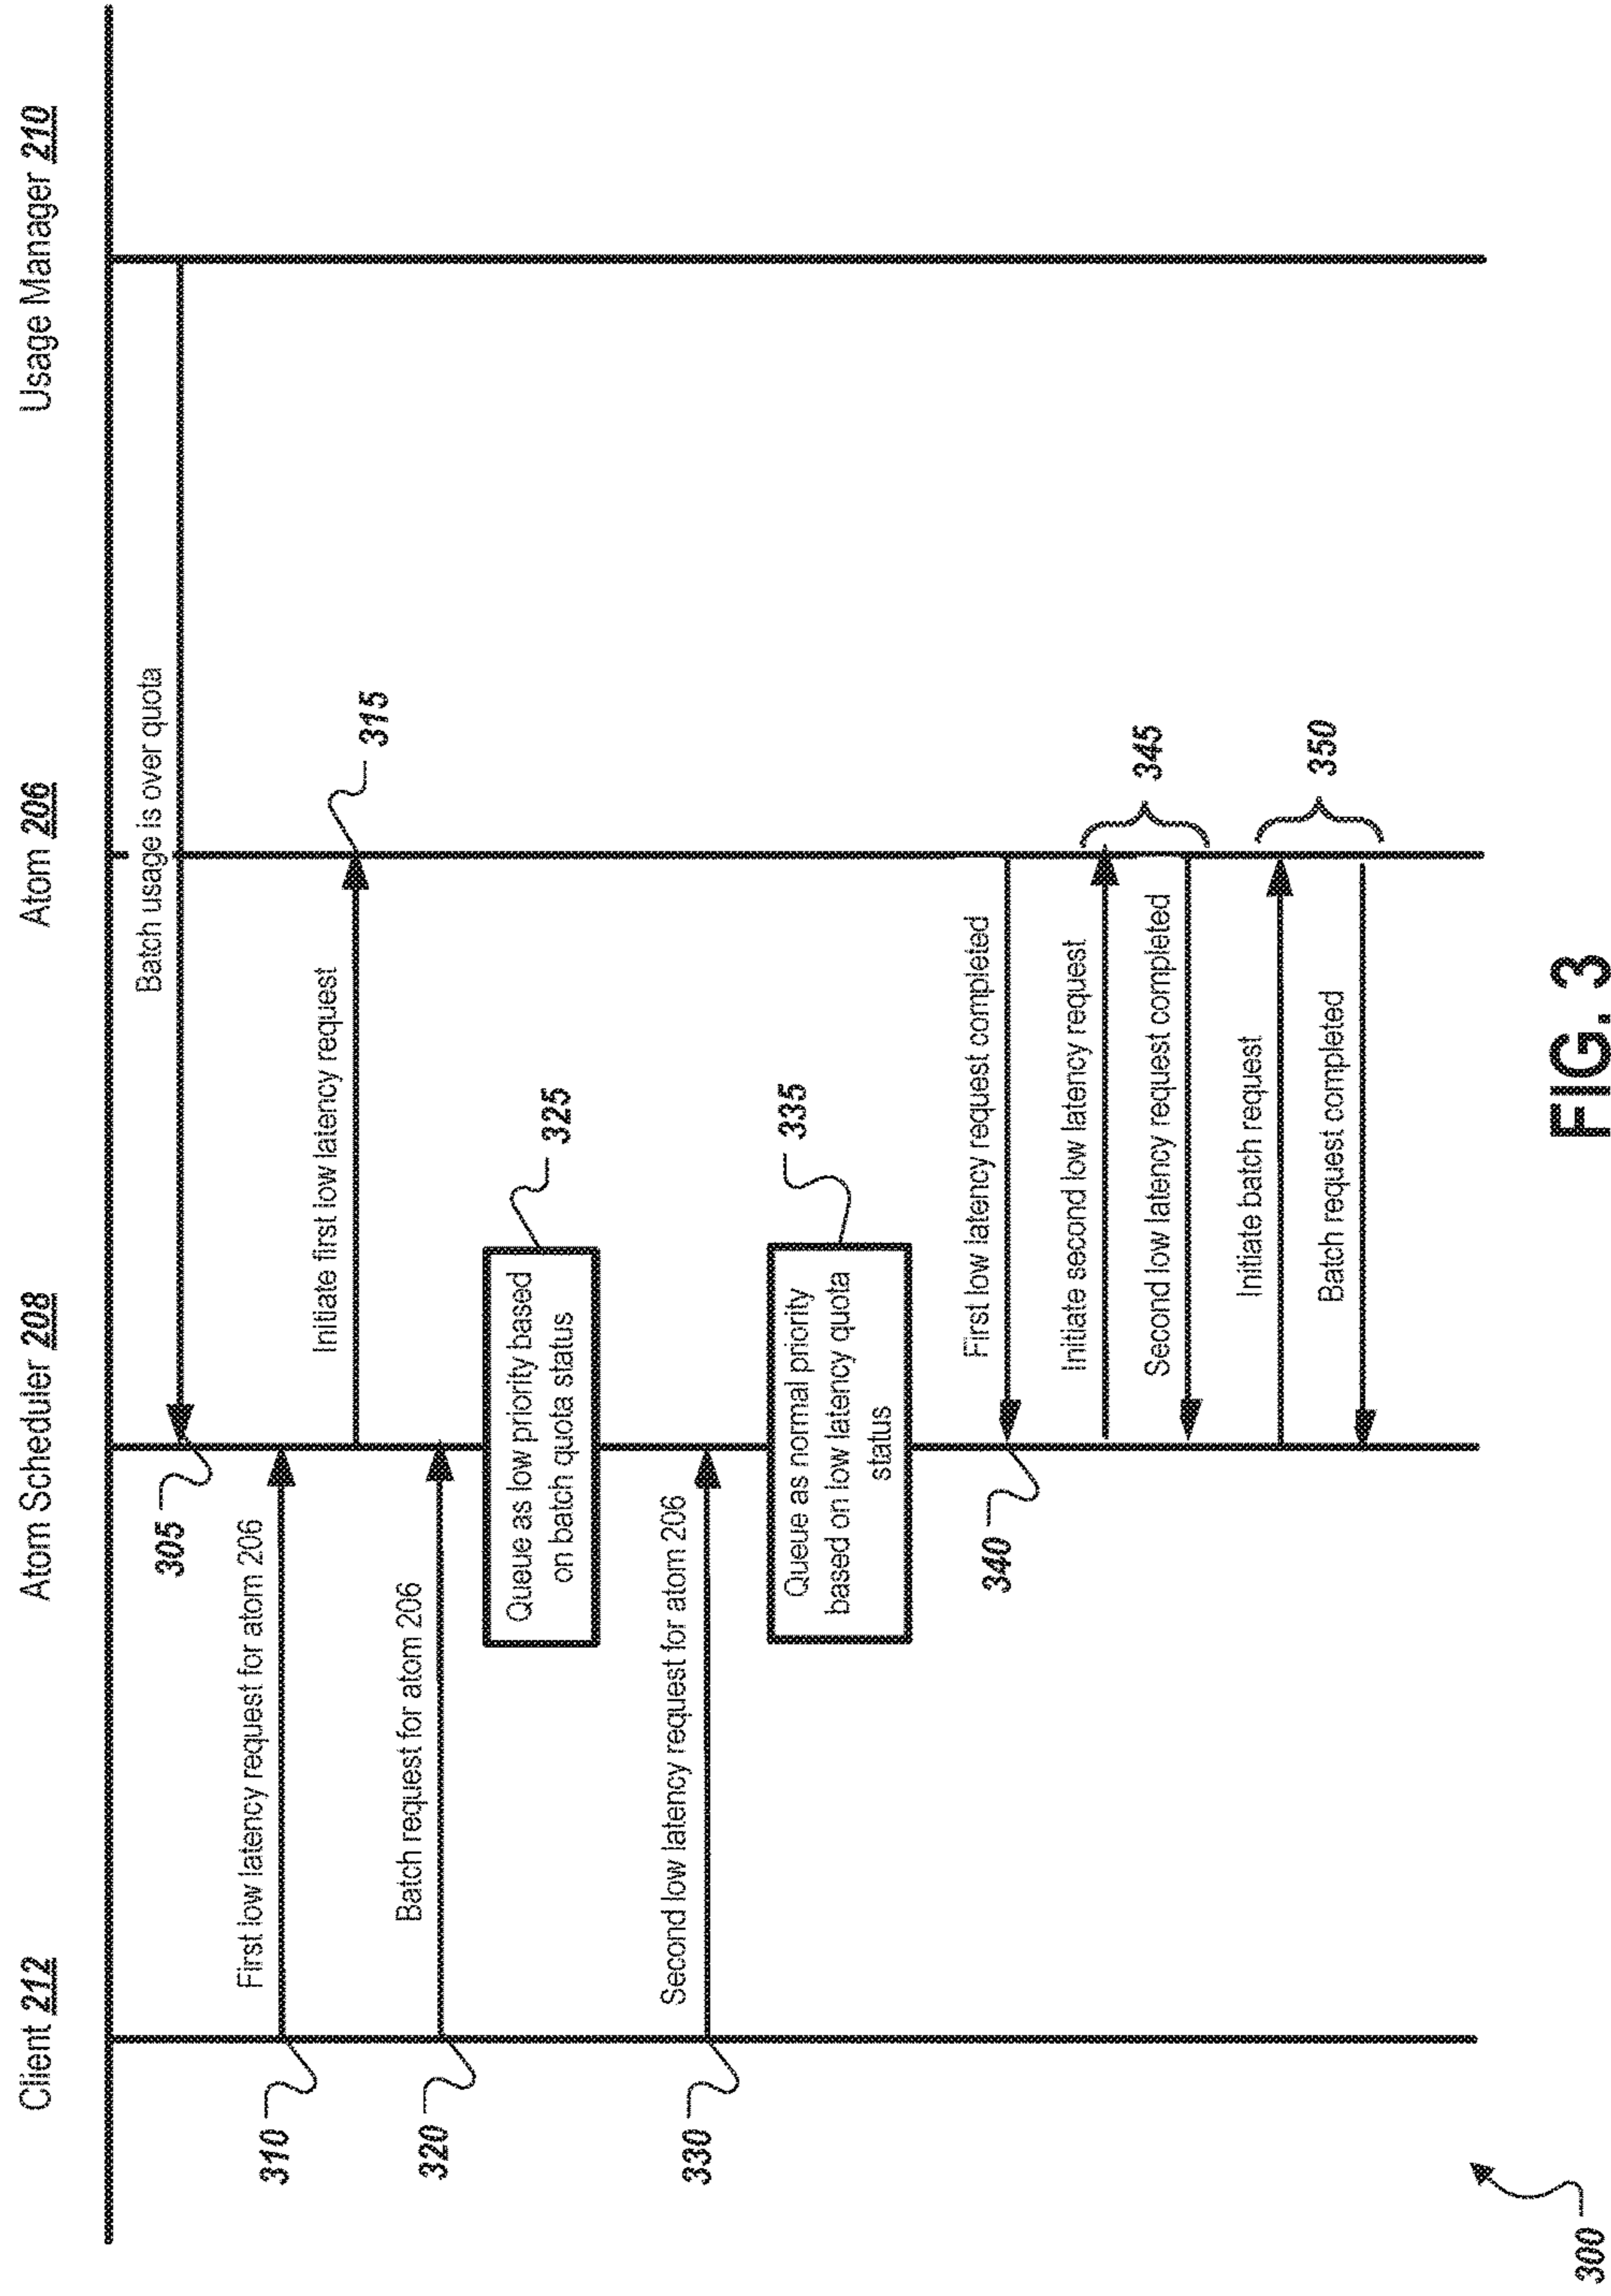 Client 212
Atom Scheduler 208
Atom 206
Usage Manager 210
Batch usage is over quota
305
First low latency request for atom 206
310
Initiate first low latency request
315
Batch request for atom 206
320
Queue as low priority based
on batch quota status
325
Second low latency request for atom 206
330
Queue as normal priority
based on low latency quota
status
335
First low latency request completed
340
Initiate second low latency request
Second low latency request completed
345
Initiate batch request
Batch request completed
350
300
FIG. 3